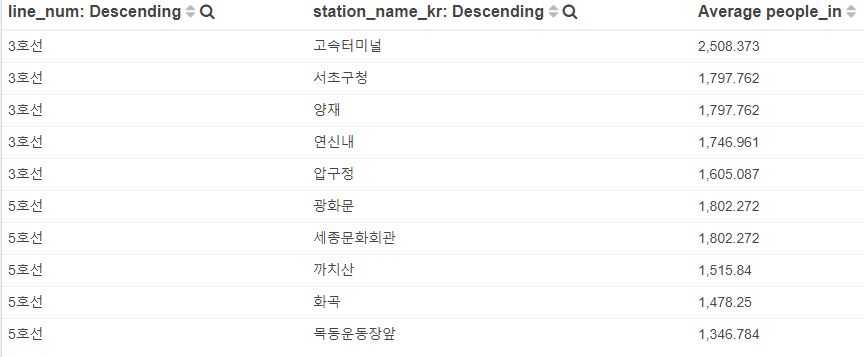 line_num: Descending station_name_kr: Descending Average people_in
3호선 고속터미널 2,508.373
3호선 서초구청 1,797.762
3호선 양재 1,797.762
3호선 연신내 1,746.961
3호선 압구정 1,605.087
5호선 광화문 1,802.272
5호선 세종문화회관 1,802.272
5호선 까치산 1,515.84
5호선 화곡 1,478.25
5호선 목동운동장앞 1,346.784